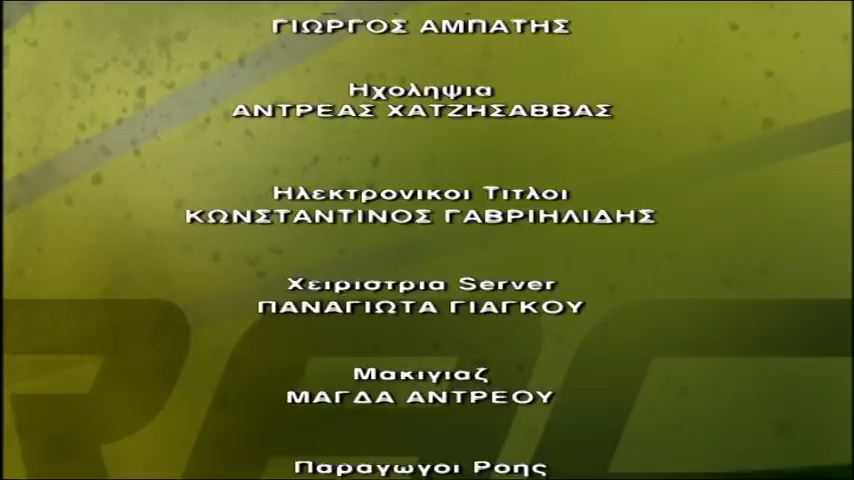 ΓΙΩΡΓΟΣ ΑΜΠΑΤΗΣ
Ηχοληψια
ΑΝΤΡΕΑΣ ΧΑΤΖΗΣΑΒΒΑΣ
Ηλεκτρονικοι Τιτλοι
ΚΩΝΣΤΑΝΤΙΝΟΣ ΓΑΒΡΙΗΛΙΔΗΣ
Χειριστρια Server
ΠΑΝΑΓΙΩΤΑ ΓΙΑΓΚΟΥ
Μακιγιαζ
ΜΑΓΔΑ ΑΝΤΡΕΟΥ
Παραγωγοι Ροης